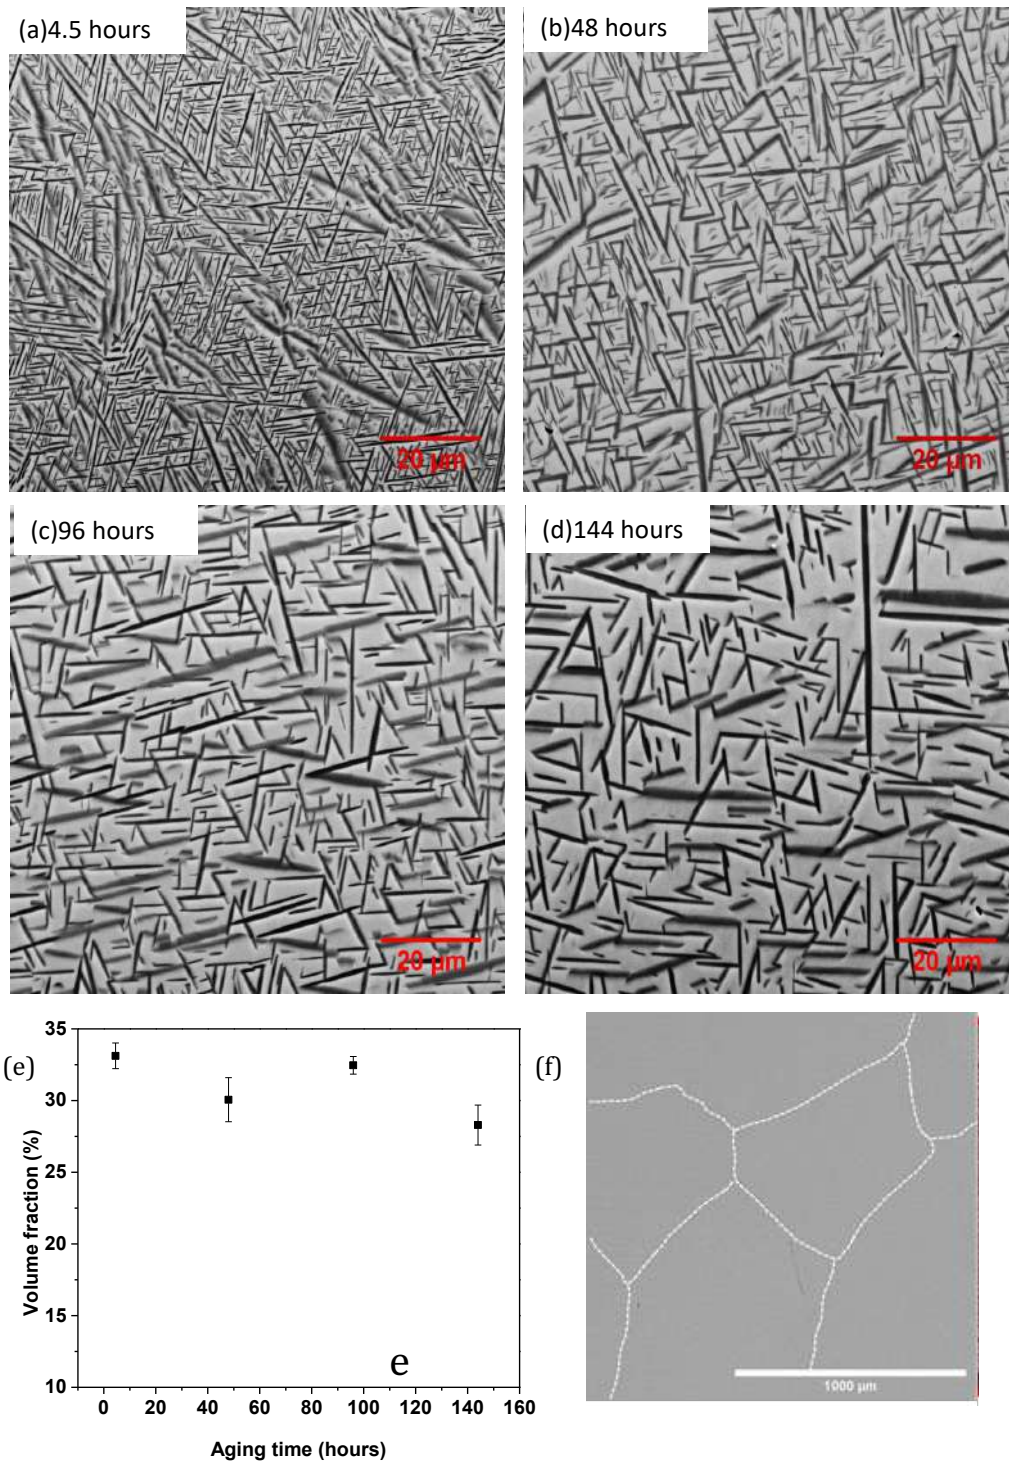 (a)4.5 hours
(b)48 hours
20 µm
20 µm
(c)96 hours
(d)144 hours
20 µm
20 µm
(e)
35
30
25
20
15
10
Volume fraction (%)
e
0 20 40 60 80 100 120 140 160
Aging time (hours)
(f)
1000 µm